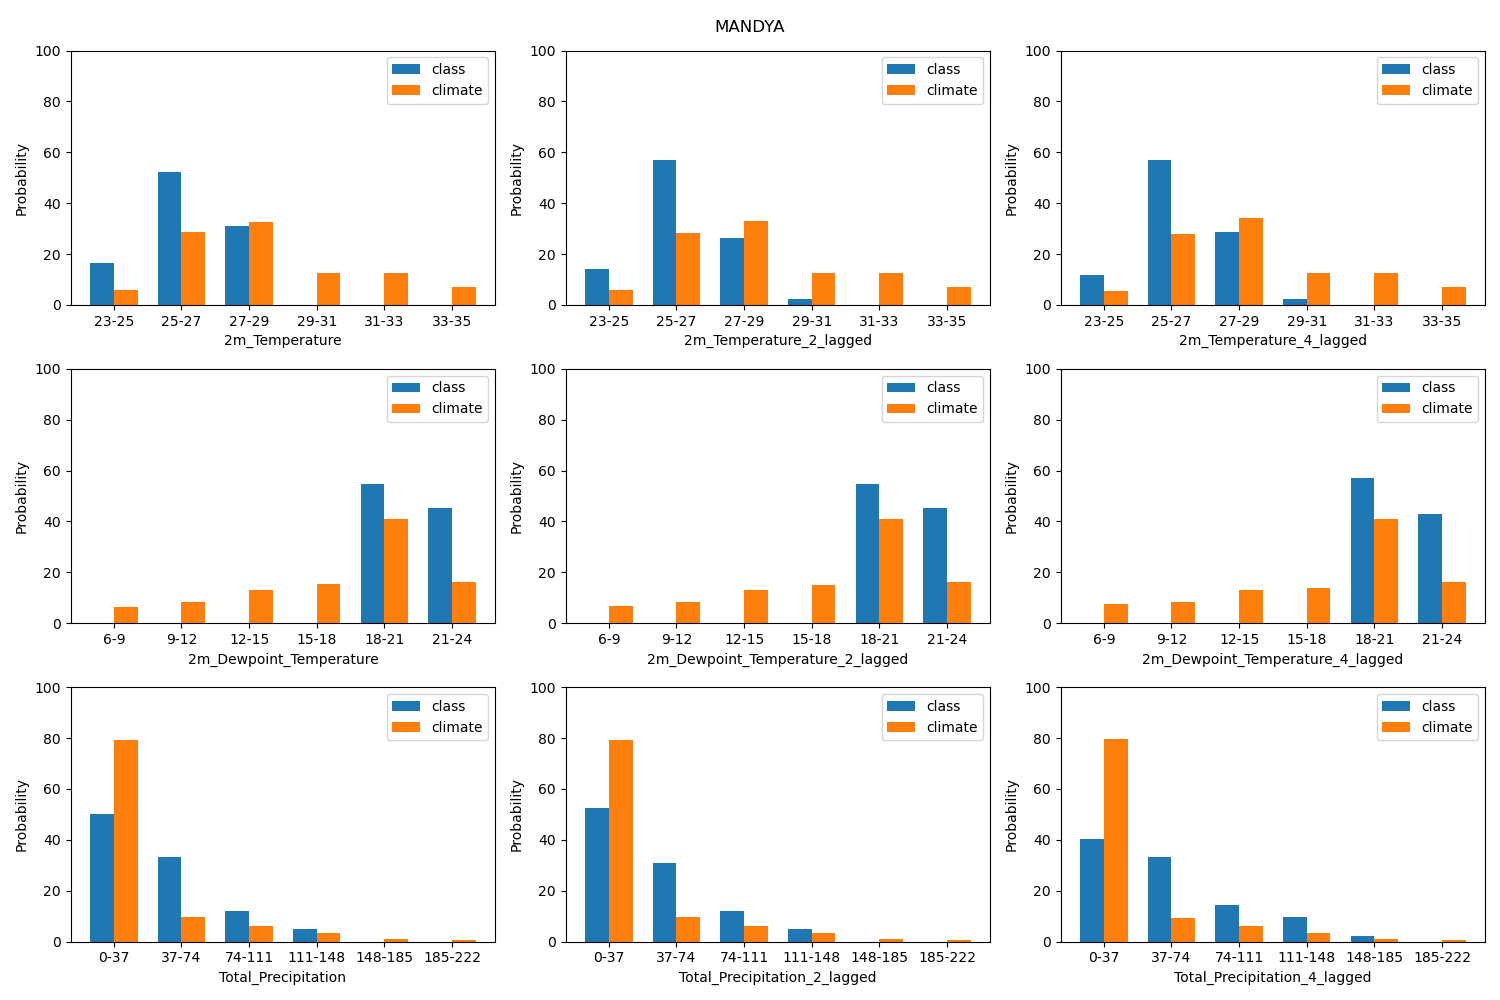 MANDYA
100
80
60
40
20
0
Probability
class
climate
23-25 25-27 27-29 29-31 31-33 33-35
2m_Temperature
100
80
60
40
20
0
Probability
class
climate
23-25 25-27 27-29 29-31 31-33 33-35
2m_Temperature_2_lagged
100
80
60
40
20
0
Probability
class
climate
23-25 25-27 27-29 29-31 31-33 33-35
2m_Temperature_4_lagged
100
80
60
40
20
0
Probability
class
climate
6-9 9-12 12-15 15-18 18-21 21-24
2m_Dewpoint_Temperature
100
80
60
40
20
0
Probability
class
climate
6-9 9-12 12-15 15-18 18-21 21-24
2m_Dewpoint_Temperature_2_lagged
100
80
60
40
20
0
Probability
class
climate
6-9 9-12 12-15 15-18 18-21 21-24
2m_Dewpoint_Temperature_4_lagged
100
80
60
40
20
0
Probability
class
climate
0-37 37-74 74-111 111-148 148-185 185-222
Total_Precipitation
100
80
60
40
20
0
Probability
class
climate
0-37 37-74 74-111 111-148 148-185 185-222
Total_Precipitation_2_lagged
100
80
60
40
20
0
Probability
class
climate
0-37 37-74 74-111 111-148 148-185 185-222
Total_Precipitation_4_lagged